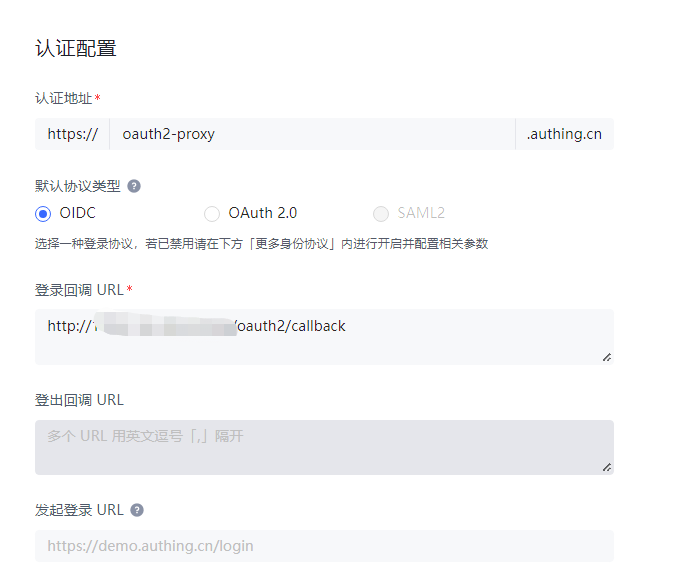 认证配置
认证地址*
https:// oauth2-proxy .authing.cn
默认协议类型 ?
OIDC OAuth 2.0 SAML2
选择一种登录协议，若已禁用请在下方「更多身份协议」内进行开启并配置相关参数
登录回调 URL*
http:// /oauth2/callback
登出回调 URL
多个 URL 用英文逗号「,」隔开
发起登录 URL ?
https://demo.authing.cn/login